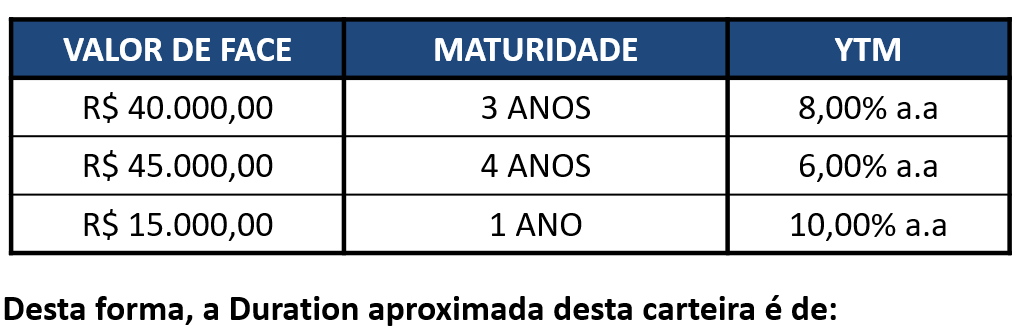 VALOR DE FACE MATURIDADE YTM
R$ 40.000,00 3 ANOS 8,00% a.a
R$ 45.000,00 4 ANOS 6,00% a.a
R$ 15.000,00 1 ANO 10,00% a.a
Desta forma, a Duration aproximada desta carteira é de: